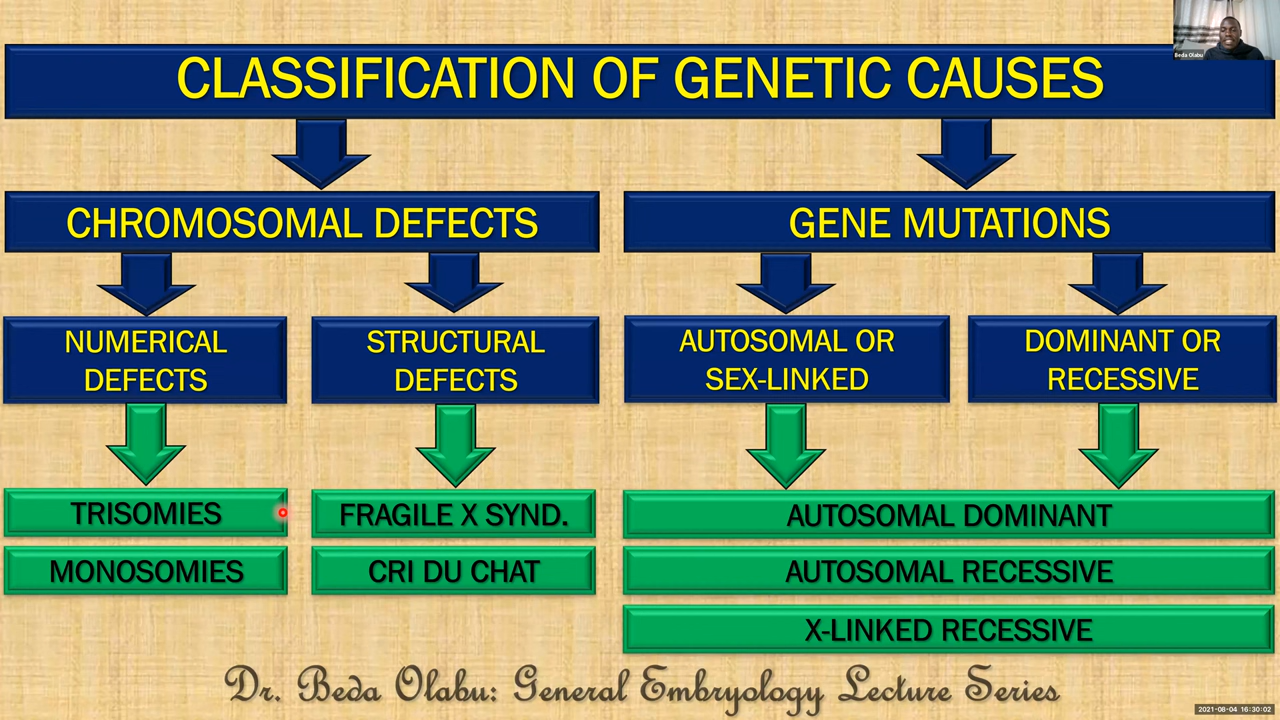 Beda Olabu
CLASSIFICATION OF GENETIC CAUSES
CHROMOSOMAL DEFECTS
GENE MUTATIONS
NUMERICAL
DEFECTS
STRUCTURAL
DEFECTS
AUTOSOMAL OR
SEX-LINKED
DOMINANT OR
RECESSIVE
TRISOMIES
MONOSOMIES
FRAGILE X SYND.
CRI DU CHAT
AUTOSOMAL DOMINANT
AUTOSOMAL RECESSIVE
X-LINKED RECESSIVE
Dr. Beda Olabu: General Embryology Lecture Series
2021-08-04 16:30:02